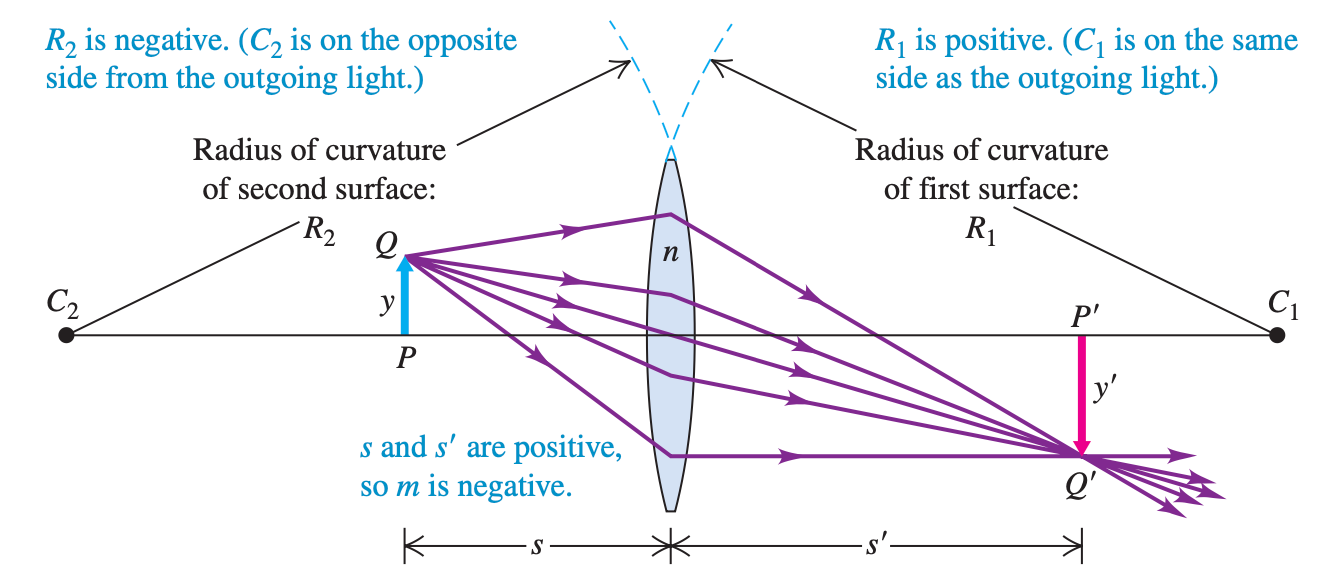 R₂ is negative. (C₂ is on the opposite
side from the outgoing light.)
R₁ is positive. (C₁ is on the same
side as the outgoing light.)
Radius of curvature
of second surface:
R₂
Radius of curvature
of first surface:
R₁
Q
n
C₂
y
P
P′
C₁
y′
s and s′ are positive,
so m is negative.
Q′
s
s′